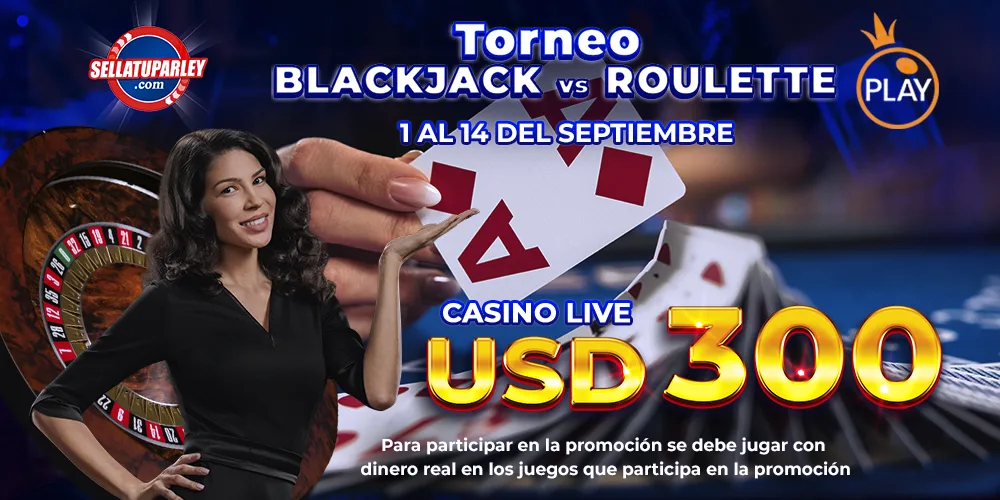 SELLATUPARLEY
.com
Torneo
BLACKJACK VS ROULETTE
PLAY
1 AL 14 DEL SEPTIEMBRE
A
A
CASINO LIVE
USD 300
Para participar en la promoción se debe jugar con
dinero real en los juegos que participa en la promoción